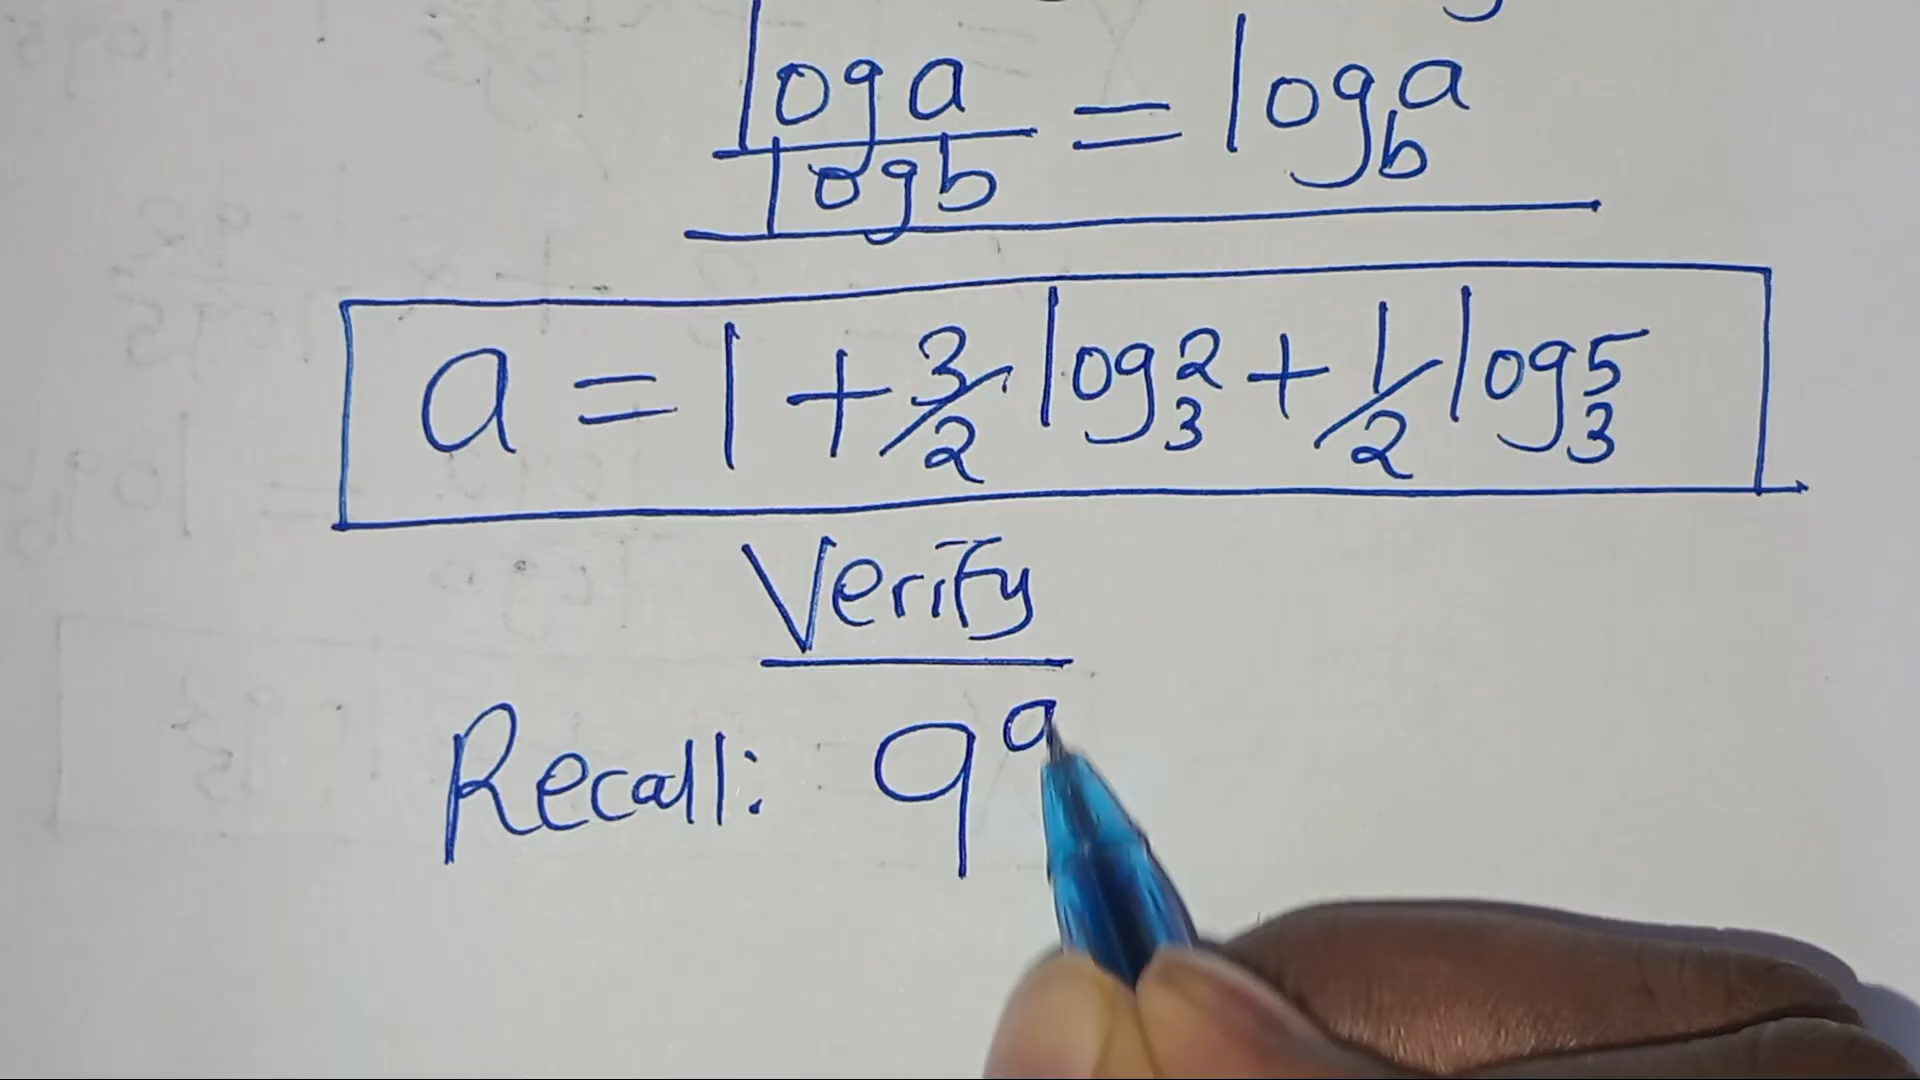 log a / log b = log_b a
a = 1 + 3/2 log_3 2 + 1/2 log_3 5
Verify
Recall: 9^a